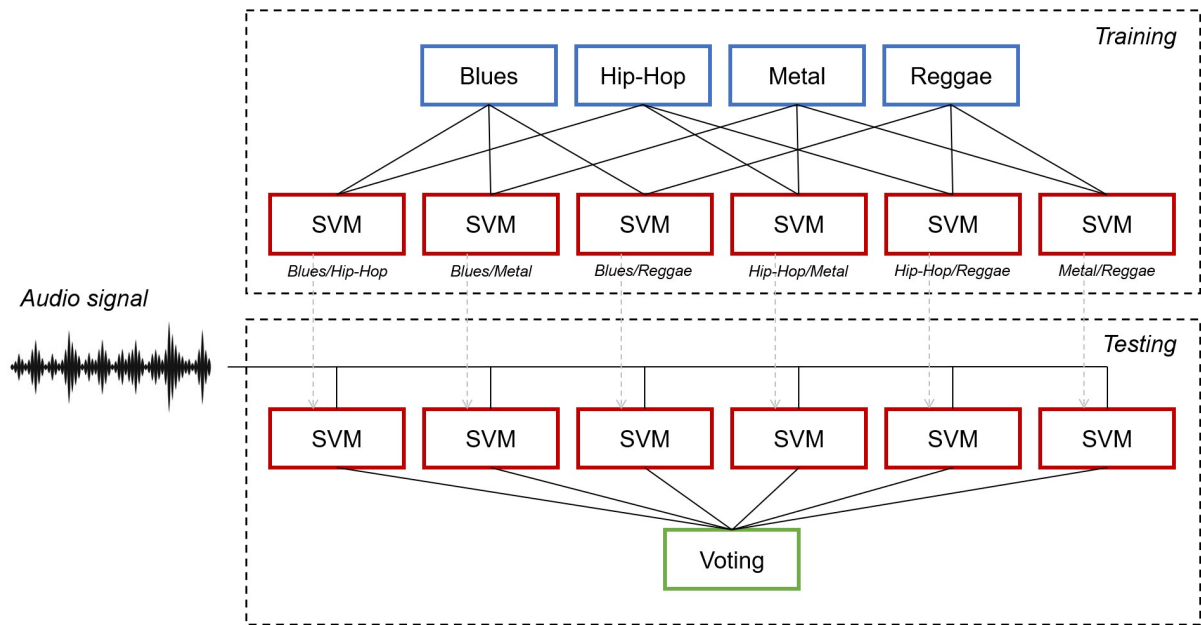 Training
Blues
Hip-Hop
Metal
Reggae
SVM
SVM
SVM
SVM
SVM
SVM
Blues/Hip-Hop
Blues/Metal
Blues/Reggae
Hip-Hop/Metal
Hip-Hop/Reggae
Metal/Reggae
Audio signal
Testing
SVM
SVM
SVM
SVM
SVM
SVM
Voting